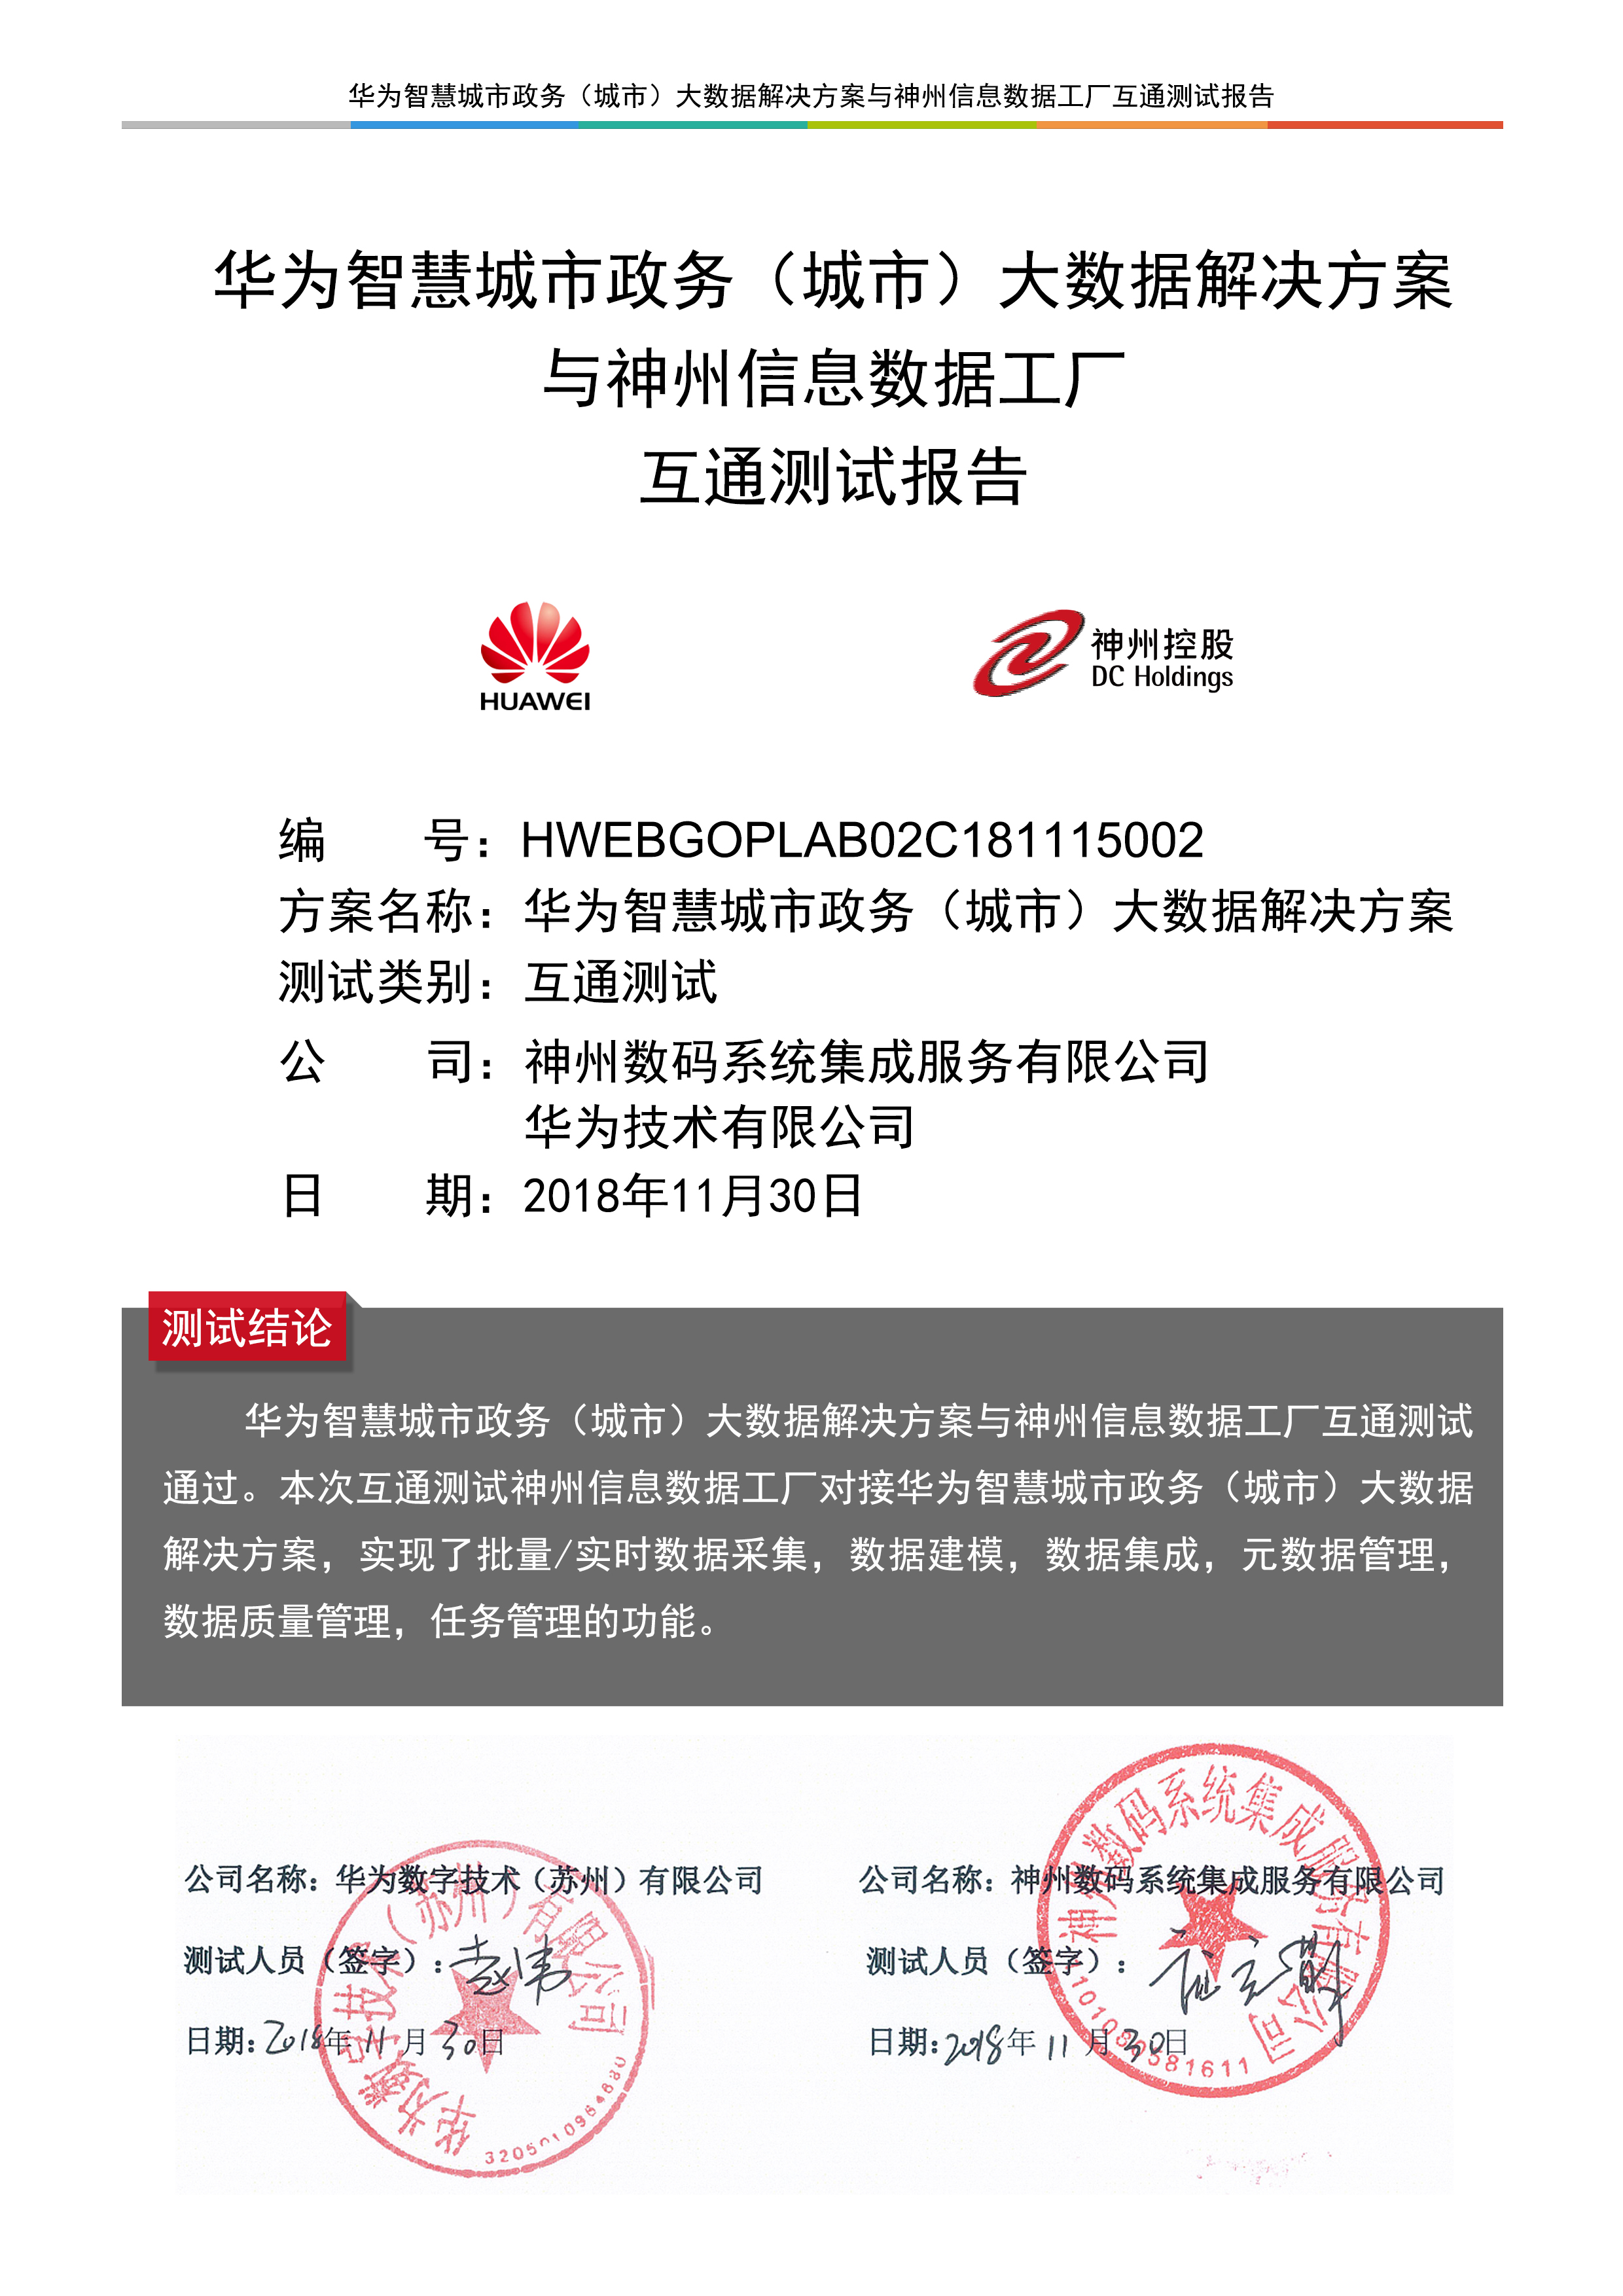 华为智慧城市政务（城市）大数据解决方案与神州信息数据工厂互通测试报告
华为智慧城市政务（城市）大数据解决方案
与神州信息数据工厂
互通测试报告
HUAWEI
神州控股
DC Holdings
编 号：HWEBGOPLAB02C181115002
方案名称：华为智慧城市政务（城市）大数据解决方案
测试类别：互通测试
公 司：神州数码系统集成服务有限公司
华为技术有限公司
日 期：2018年11月30日
测试结论
华为智慧城市政务（城市）大数据解决方案与神州信息数据工厂互通测试
通过。本次互通测试神州信息数据工厂对接华为智慧城市政务（城市）大数据
解决方案，实现了批量/实时数据采集，数据建模，数据集成，元数据管理，
数据质量管理，任务管理的功能。
公司名称：华为数字技术（苏州）有限公司
测试人员（签字）：
日期：2018年11月30日
华为数字技术（苏州）有限公司
公司名称：神州数码系统集成服务有限公司
测试人员（签字）：
日期：2018年11月30日
神州数码系统集成服务有限公司
1101080581611